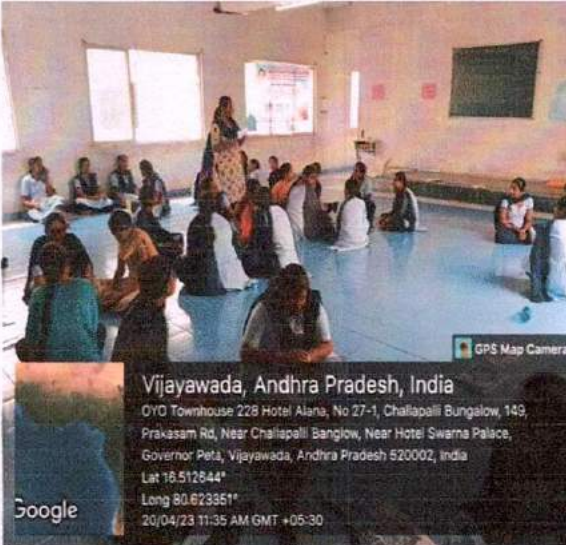 GPS Map Camera
Vijayawada, Andhra Pradesh, India
OYO Townhouse 228 Hotel Alana, No 27-1, Challapalli Bungalow, 149,
Prakasam Rd, Near Challapalli Banglow, Near Hotel Swarna Palace,
Governor Peta, Vijayawada, Andhra Pradesh 520002, India
Lat 16.512644°
Long 80.623351°
20/04/23 11:35 AM GMT +05:30
Google